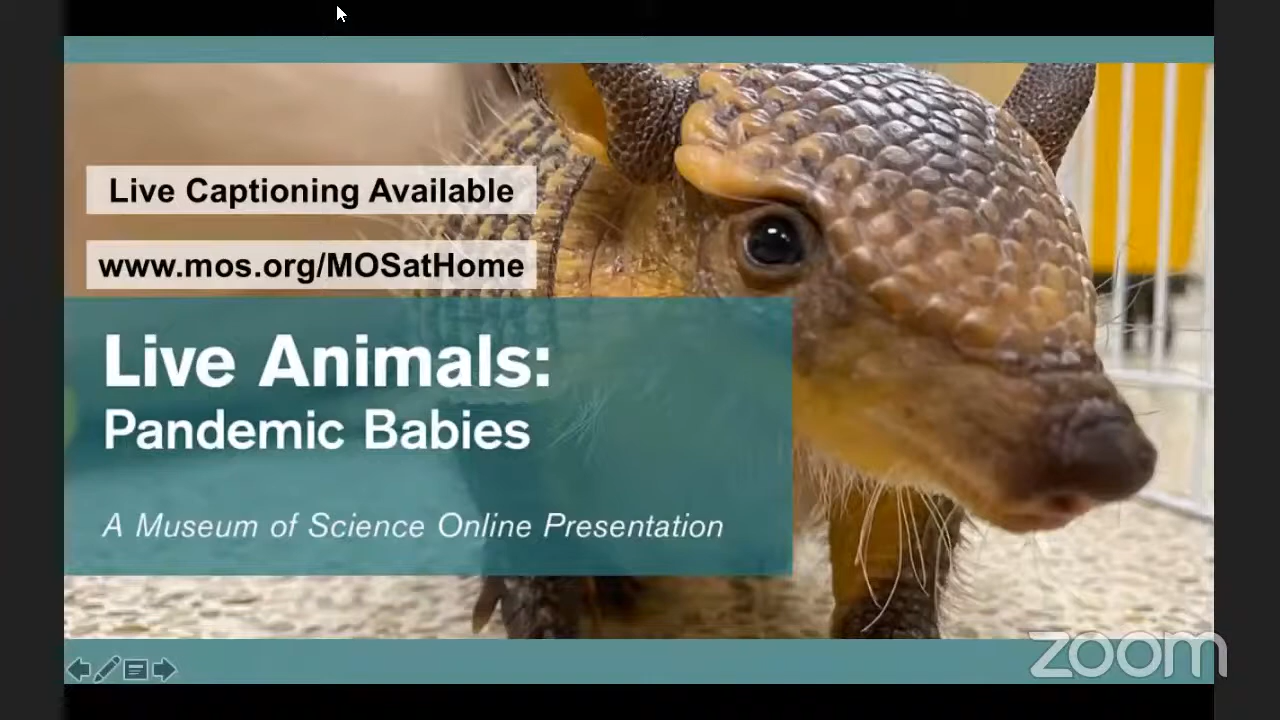 Live Captioning Available
www.mos.org/MOSatHome
Live Animals:
Pandemic Babies
A Museum of Science Online Presentation
zoom